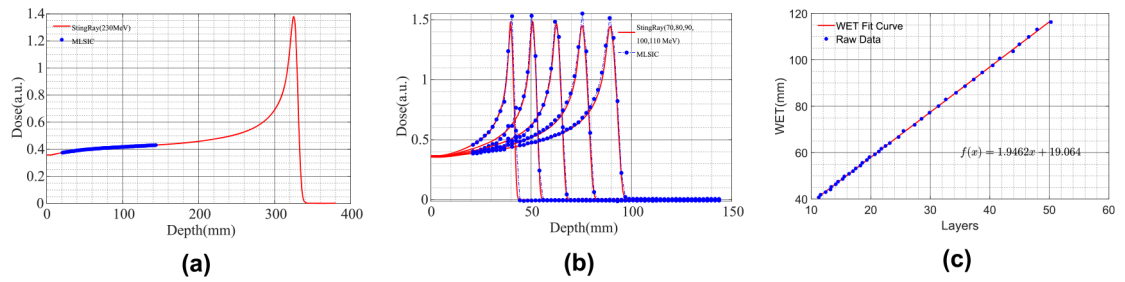 1.4
1.2
1
0.8
0.6
0.4
0.2
0
Dose(a.u.)
StingRay(230MeV)
MLSIC
0
100
200
300
400
Depth(mm)
(a)
1.5
1
0.5
0
Dose(a.u.)
StingRay(70,80,90,
100,110 MeV)
MLSIC
0
50
100
150
Depth(mm)
(b)
120
100
80
60
40
WET(mm)
WET Fit Curve
Raw Data
f(x) = 1.9462x + 19.064
10
20
30
40
50
60
Layers
(c)